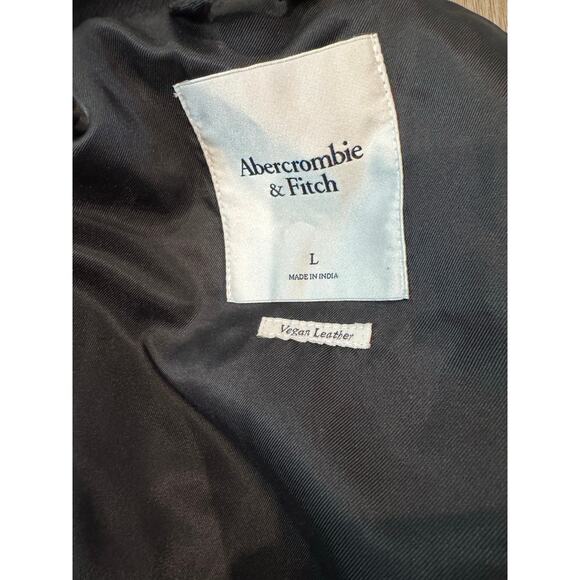 Abercrombie
& Fitch
L
MADE IN INDIA
Vegan Leather